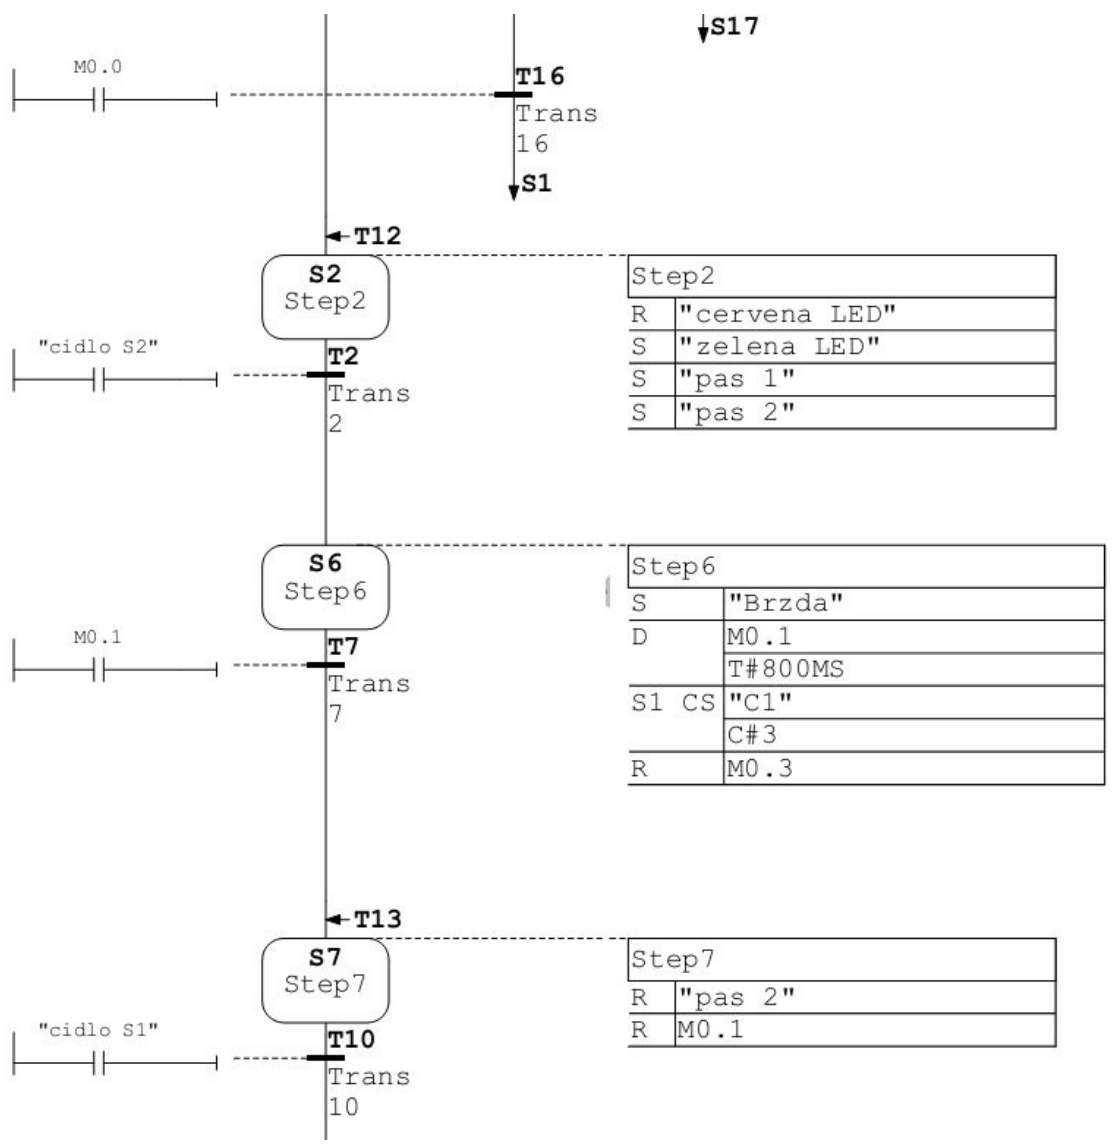 S17
M0.0
T16
Trans
16
S1
T12
S2
Step2
Step2
R "cervena LED"
S "zelena LED"
S "pas 1"
S "pas 2"
"cidlo S2"
T2
Trans
2
S6
Step6
Step6
S "Brzda"
D M0.1
T#800MS
S1 CS "C1"
C#3
R M0.3
M0.1
T7
Trans
7
T13
S7
Step7
Step7
R "pas 2"
R M0.1
"cidlo S1"
T10
Trans
10